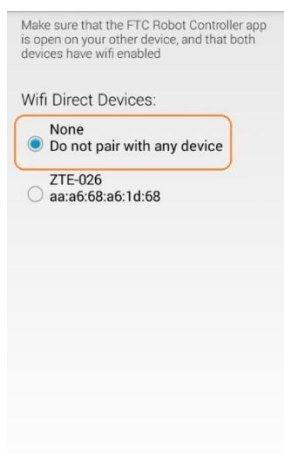 Make sure that the FTC Robot Controller app
is open on your other device, and that both
devices have wifi enabled
Wifi Direct Devices:
None
Do not pair with any device
ZTE-026
aa:a6:68:a6:1d:68